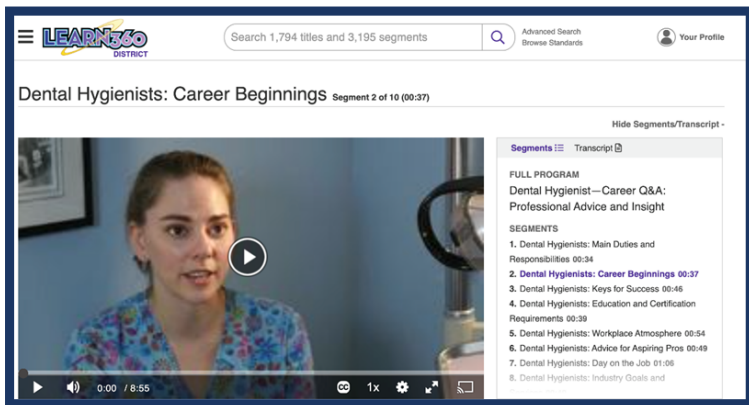 LEARN360
DISTRICT
Search 1,794 titles and 3,195 segments
Advanced Search
Browse Standards
Your Profile
Dental Hygienists: Career Beginnings Segment 2 of 10 (00:37)
Hide Segments/Transcript -
Segments
Transcript
FULL PROGRAM
Dental Hygienist—Career Q&A:
Professional Advice and Insight
SEGMENTS
1. Dental Hygienists: Main Duties and
Responsibilities 00:34
2. Dental Hygienists: Career Beginnings 00:37
3. Dental Hygienists: Keys for Success 00:46
4. Dental Hygienists: Education and Certification
Requirements 00:39
5. Dental Hygienists: Workplace Atmosphere 00:54
6. Dental Hygienists: Advice for Aspiring Pros 00:49
7. Dental Hygienists: Day on the Job 01:06
8. Dental Hygienists: Industry Goals and
0:00 / 8:55
CC
1x